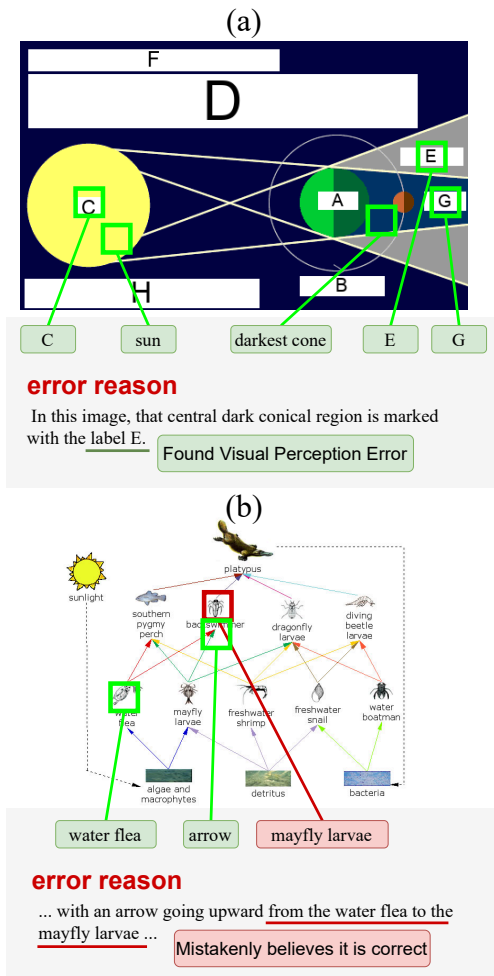 (a)
F
D
E
C
A
G
B
H
C
sun
darkest cone
E
G
error reason
In this image, that central dark conical region is marked
with the label E.
Found Visual Perception Error
(b)
platypus
sunlight
southern
pygmy
perch
backswimmer
dragonfly
larvae
diving
beetle
larvae
water
flea
mayfly
larvae
freshwater
shrimp
freshwater
snail
water
boatman
algae and
macrophytes
detritus
bacteria
water flea
arrow
mayfly larvae
error reason
... with an arrow going upward from the water flea to the
mayfly larvae ...
Mistakenly believes it is correct